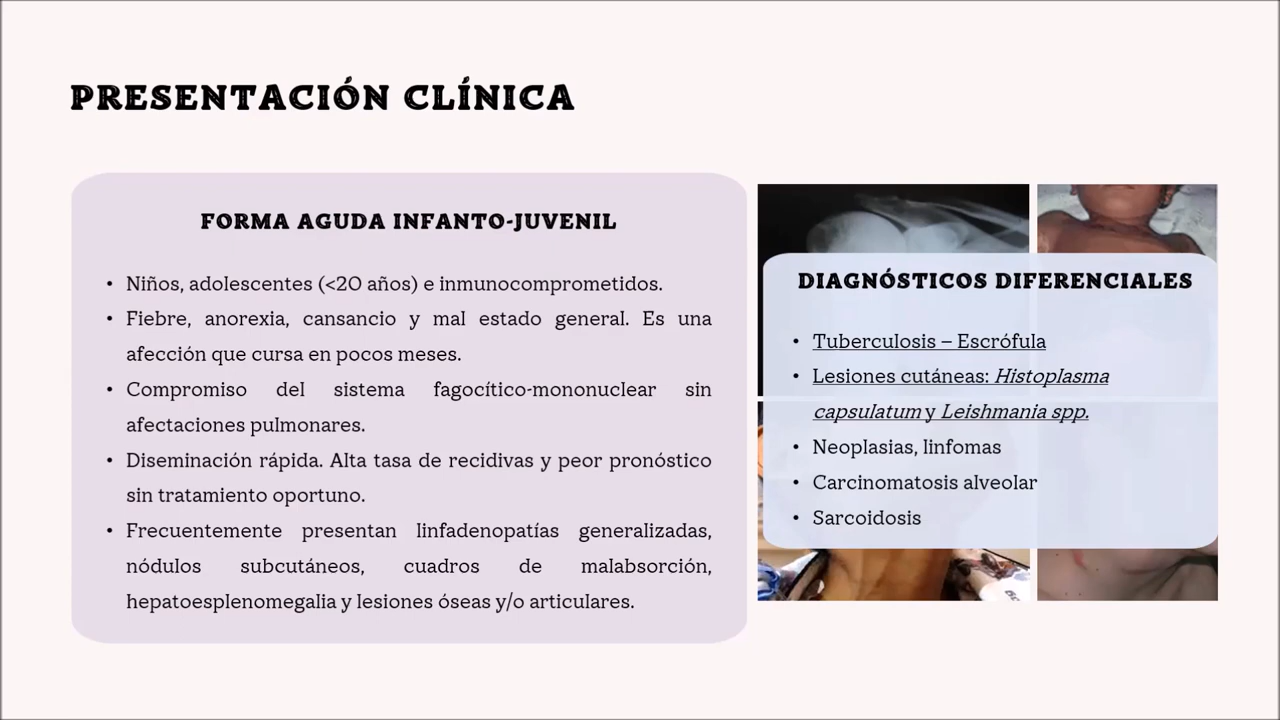 PRESENTACIÓN CLÍNICA
FORMA AGUDA INFANTO-JUVENIL
• Niños, adolescentes (<20 años) e inmunocomprometidos.
• Fiebre, anorexia, cansancio y mal estado general. Es una
afección que cursa en pocos meses.
• Compromiso del sistema fagocítico-mononuclear sin
afectaciones pulmonares.
• Diseminación rápida. Alta tasa de recidivas y peor pronóstico
sin tratamiento oportuno.
• Frecuentemente presentan linfadenopatías generalizadas,
nódulos subcutáneos, cuadros de malabsorción,
hepatoesplenomegalia y lesiones óseas y/o articulares.
DIAGNÓSTICOS DIFERENCIALES
• Tuberculosis – Escrófula
• Lesiones cutáneas: Histoplasma
capsulatum y Leishmania spp.
• Neoplasias, linfomas
• Carcinomatosis alveolar
• Sarcoidosis